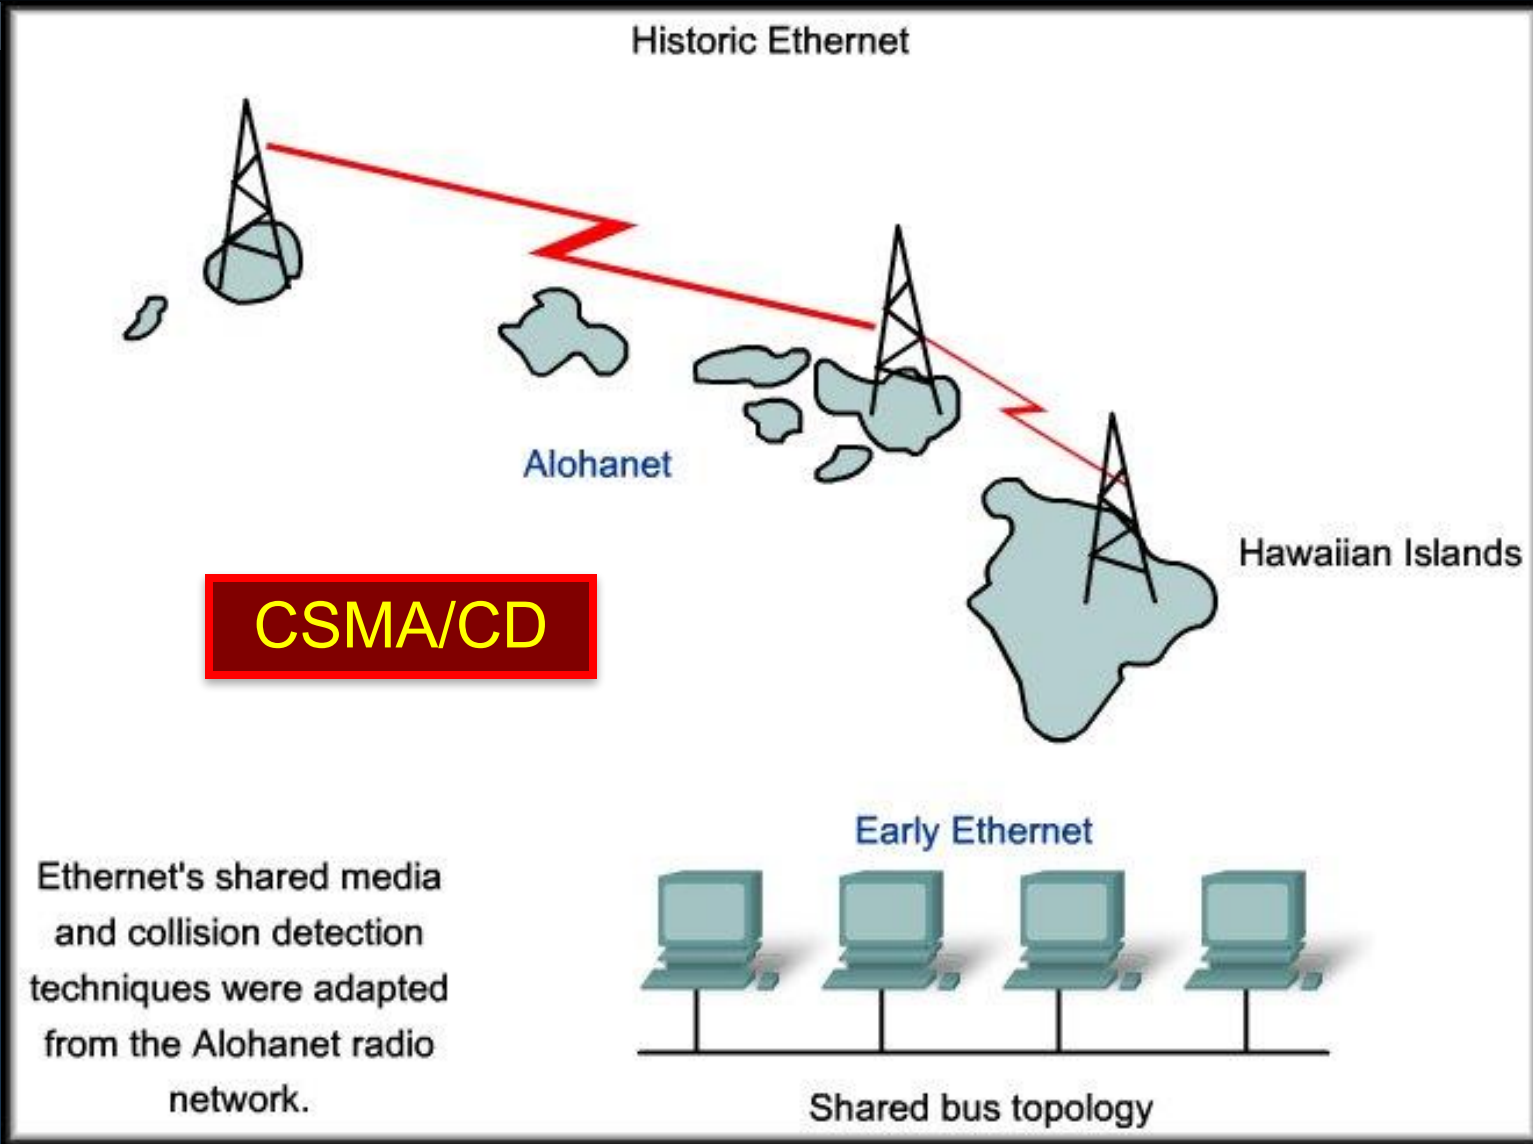 Historic Ethernet
Alohanet
Hawaiian Islands
CSMA/CD
Early Ethernet
Ethernet's shared media
and collision detection
techniques were adapted
from the Alohanet radio
network.
Shared bus topology